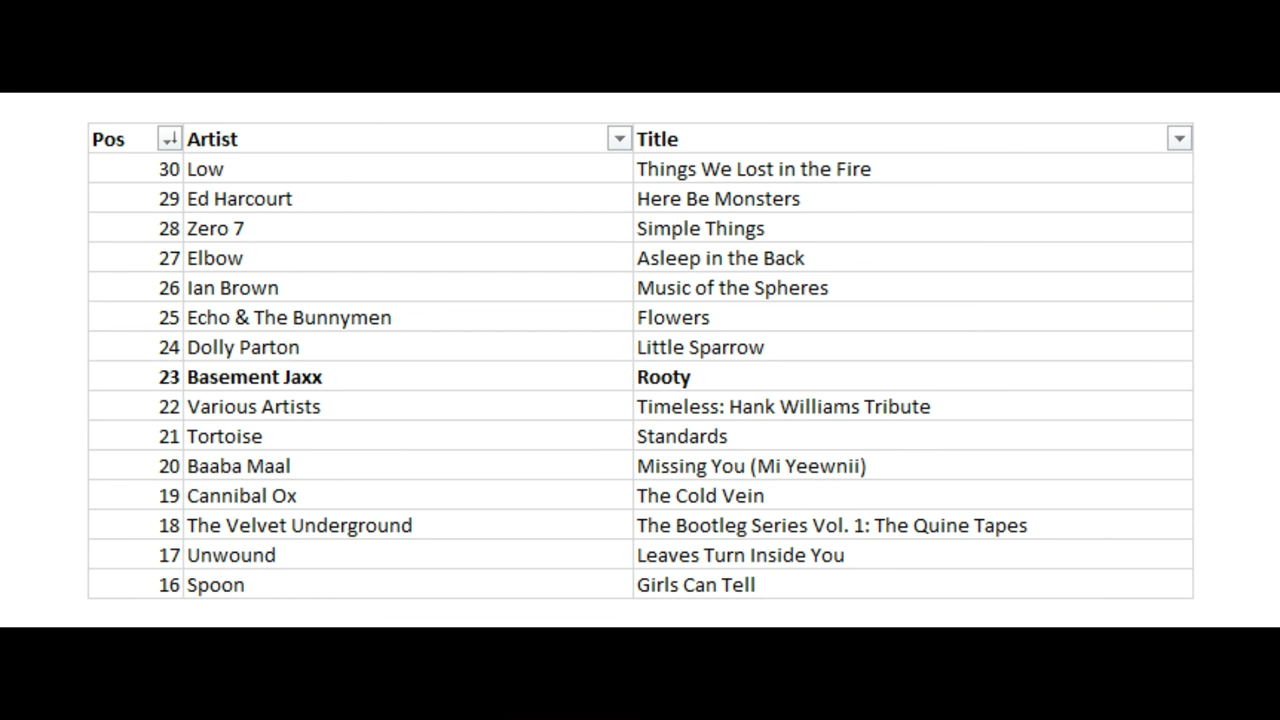 Pos Artist Title
30 Low Things We Lost in the Fire
29 Ed Harcourt Here Be Monsters
28 Zero 7 Simple Things
27 Elbow Asleep in the Back
26 Ian Brown Music of the Spheres
25 Echo & The Bunnymen Flowers
24 Dolly Parton Little Sparrow
23 Basement Jaxx Rooty
22 Various Artists Timeless: Hank Williams Tribute
21 Tortoise Standards
20 Baaba Maal Missing You (Mi Yeewnii)
19 Cannibal Ox The Cold Vein
18 The Velvet Underground The Bootleg Series Vol. 1: The Quine Tapes
17 Unwound Leaves Turn Inside You
16 Spoon Girls Can Tell